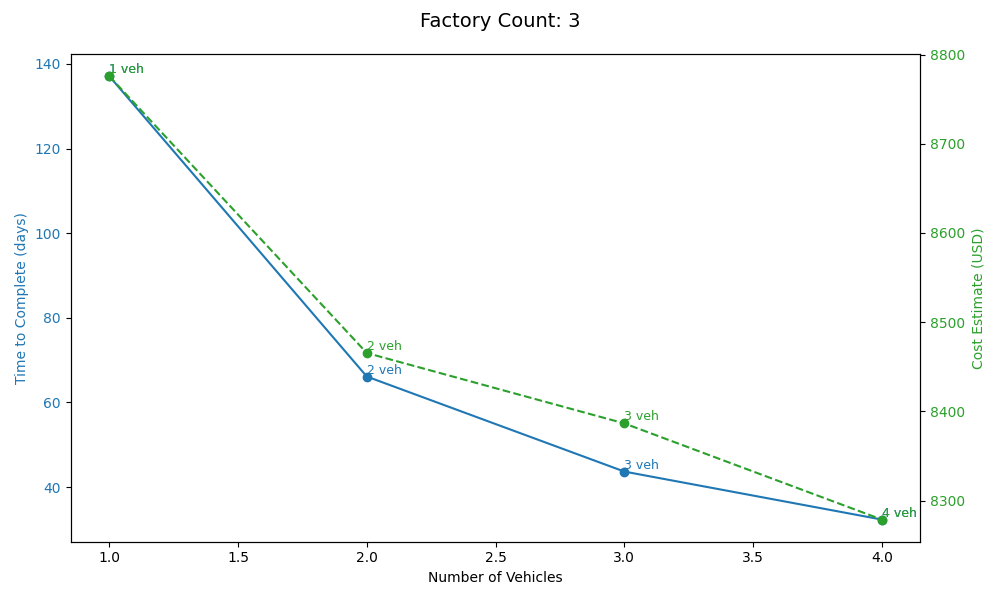 Factory Count: 3
140
120
100
80
60
40
Time to Complete (days)
8800
8700
8600
8500
8400
8300
Cost Estimate (USD)
1 veh
2 veh
2 veh
3 veh
3 veh
4 veh
1.0 1.5 2.0 2.5 3.0 3.5 4.0
Number of Vehicles